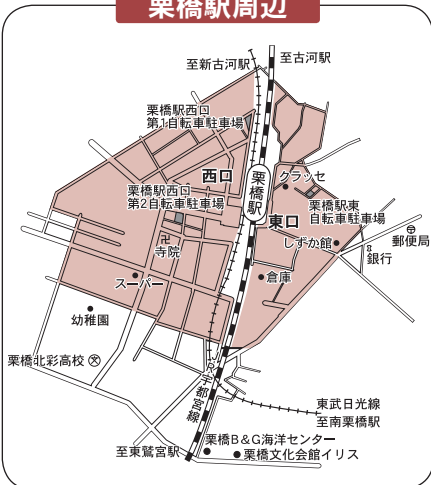 栗橋駅周辺
至新古河駅
至古河駅
栗橋駅西口
第1自転車駐車場
西口
栗橋駅
クラッセ
栗橋駅西口
第2自転車駐車場
東口
栗橋駅東
自転車駐車場
しずか館
郵便局
銀行
寺院
倉庫
スーパー
幼稚園
栗橋北彩高校
文
JR宇都宮線
東武日光線
至南栗橋駅
至東鷲宮駅
栗橋B&G海洋センター
栗橋文化会館イリス